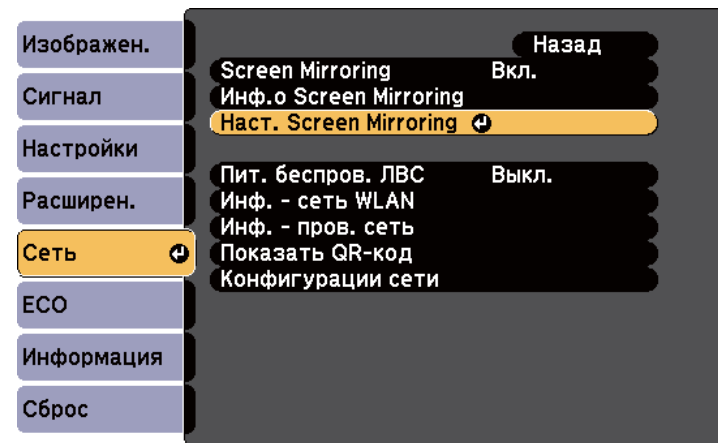 Изображен.
Сигнал
Настройки
Расширен.
Сеть
ECO
Информация
Сброс
Назад
Screen Mirroring Вкл.
Инф.о Screen Mirroring
Наст. Screen Mirroring
Пит. беспров. ЛВС Выкл.
Инф. - сеть WLAN
Инф. - пров. сеть
Показать QR-код
Конфигурации сети